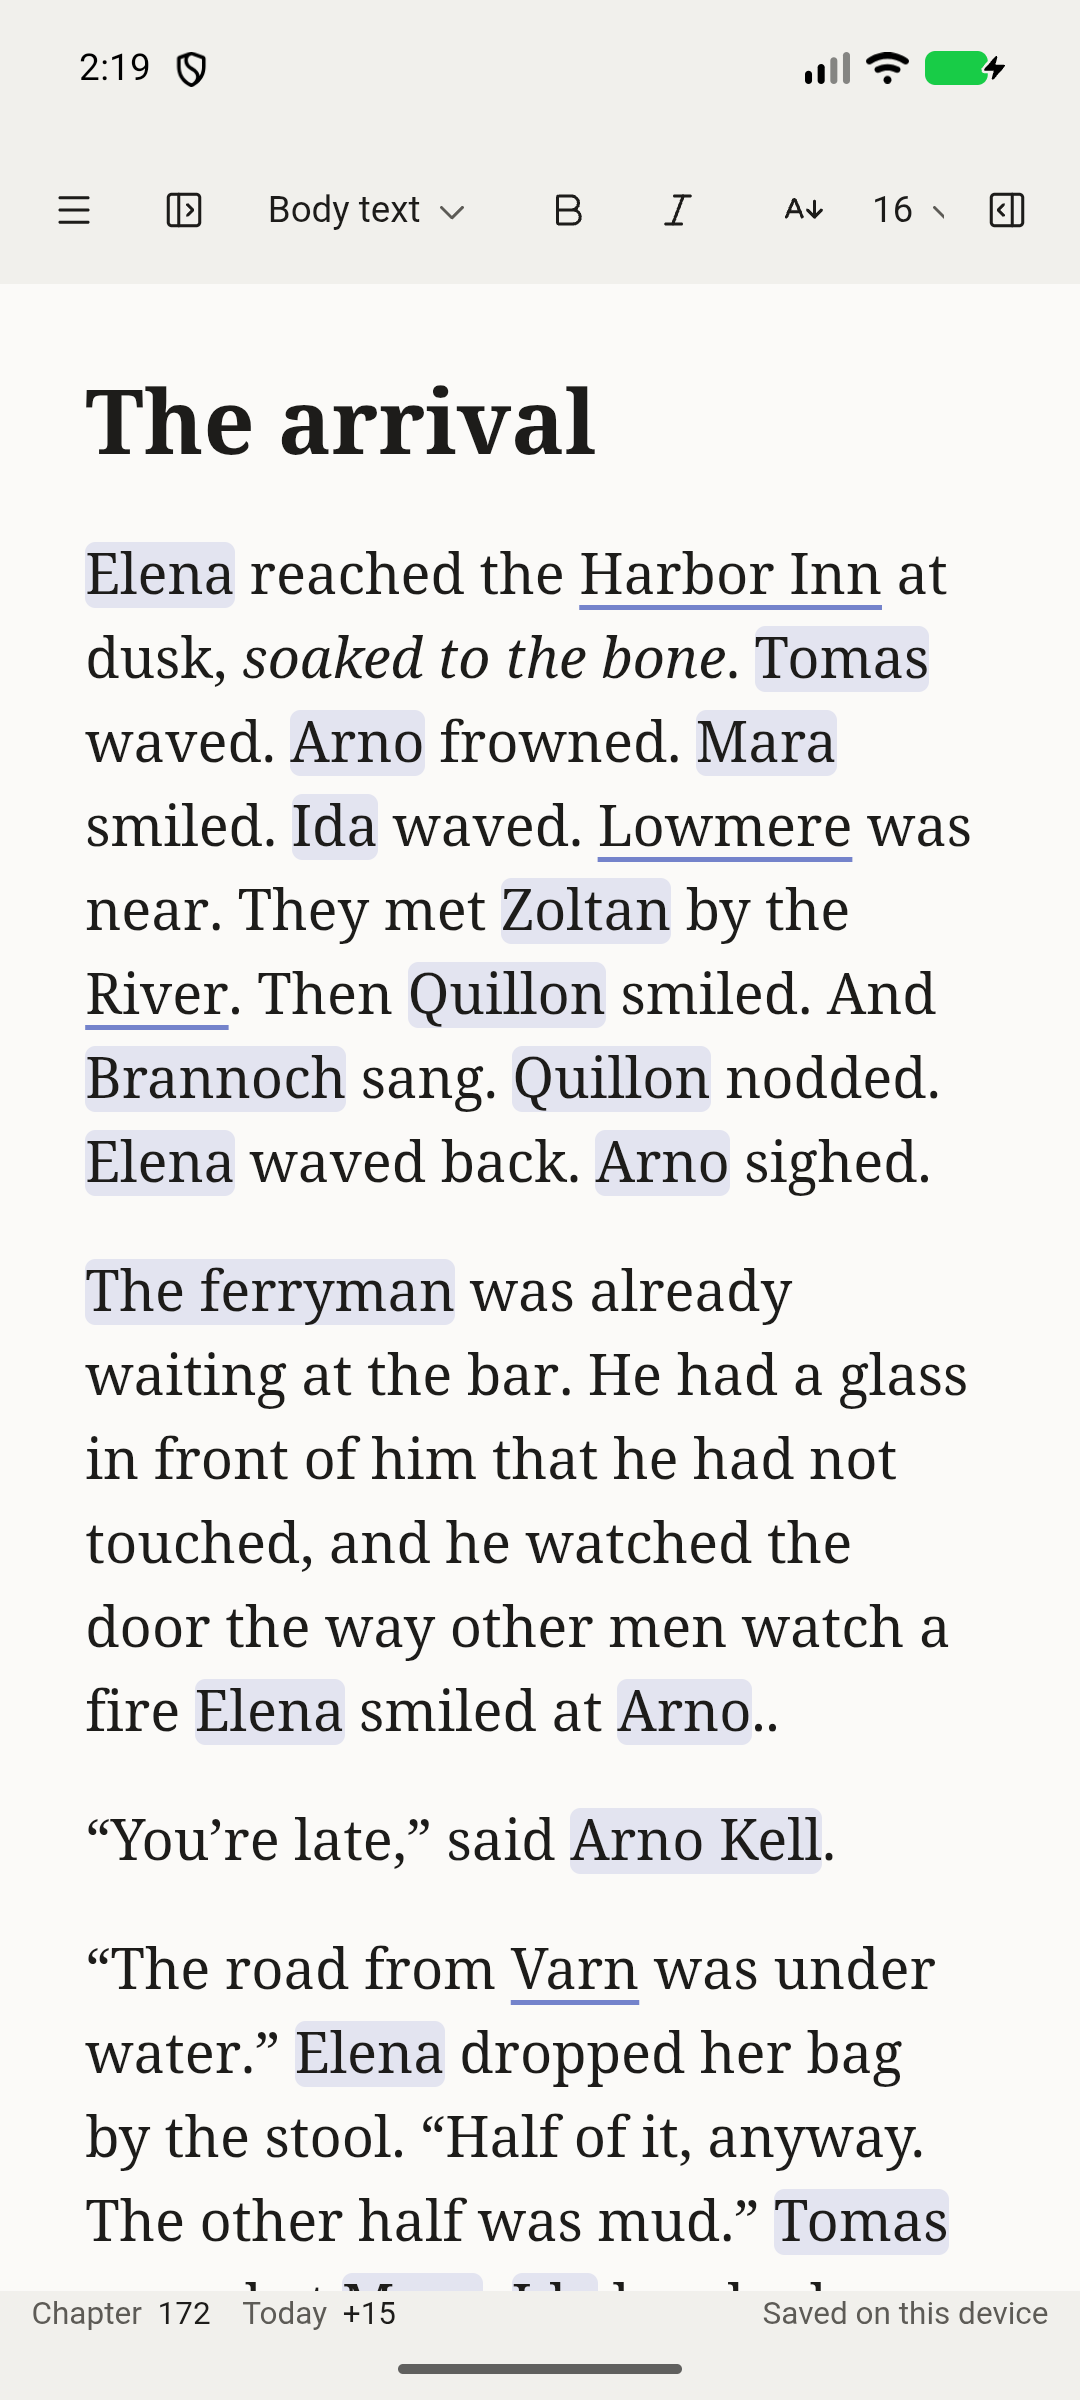 2:19
Body text
16
The arrival
Elena reached the Harbor Inn at
dusk, soaked to the bone. Tomas
waved. Arno frowned. Mara
smiled. Ida waved. Lowmere was
near. They met Zoltan by the
River. Then Quillon smiled. And
Brannoch sang. Quillon nodded.
Elena waved back. Arno sighed.
The ferryman was already
waiting at the bar. He had a glass
in front of him that he had not
touched, and he watched the
door the way other men watch a
fire Elena smiled at Arno..
“You’re late,” said Arno Kell.
“The road from Varn was under
water.” Elena dropped her bag
by the stool. “Half of it, anyway.
The other half was mud.” Tomas
Chapter 172 Today +15 Saved on this device